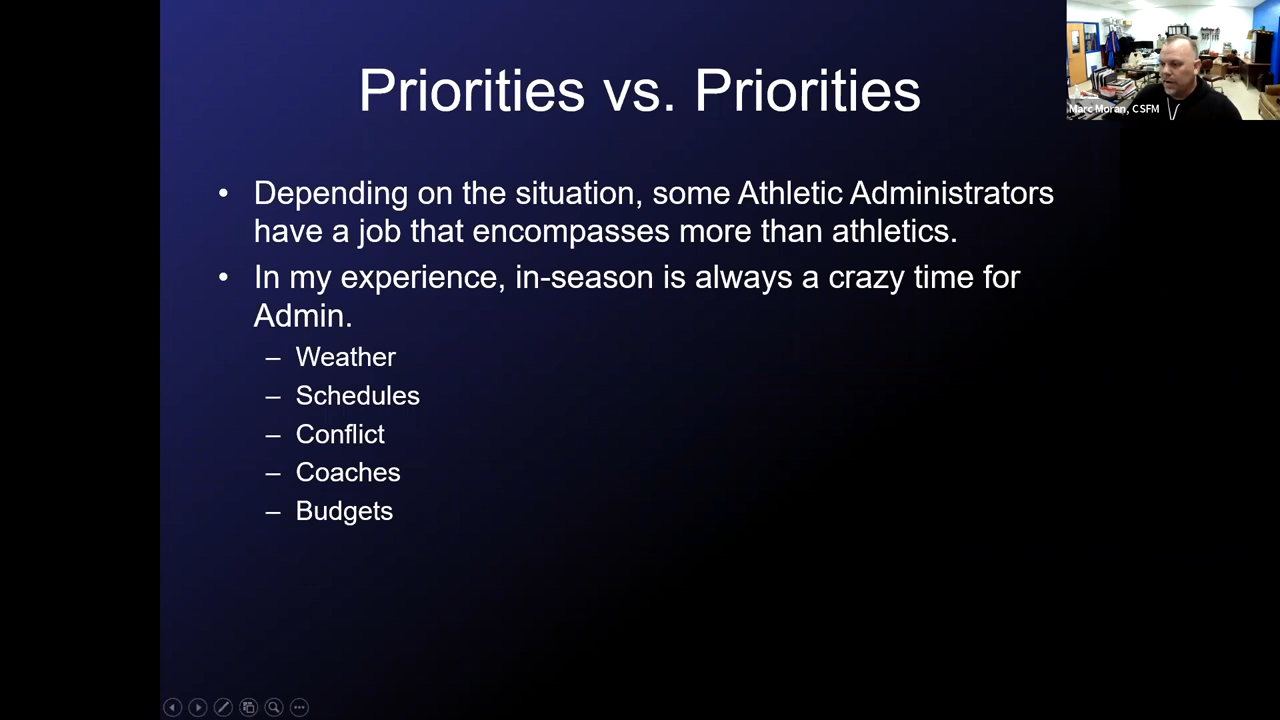 Priorities vs. Priorities
Marc Moran, CSFM
• Depending on the situation, some Athletic Administrators
have a job that encompasses more than athletics.
• In my experience, in-season is always a crazy time for
Admin.
– Weather
– Schedules
– Conflict
– Coaches
– Budgets